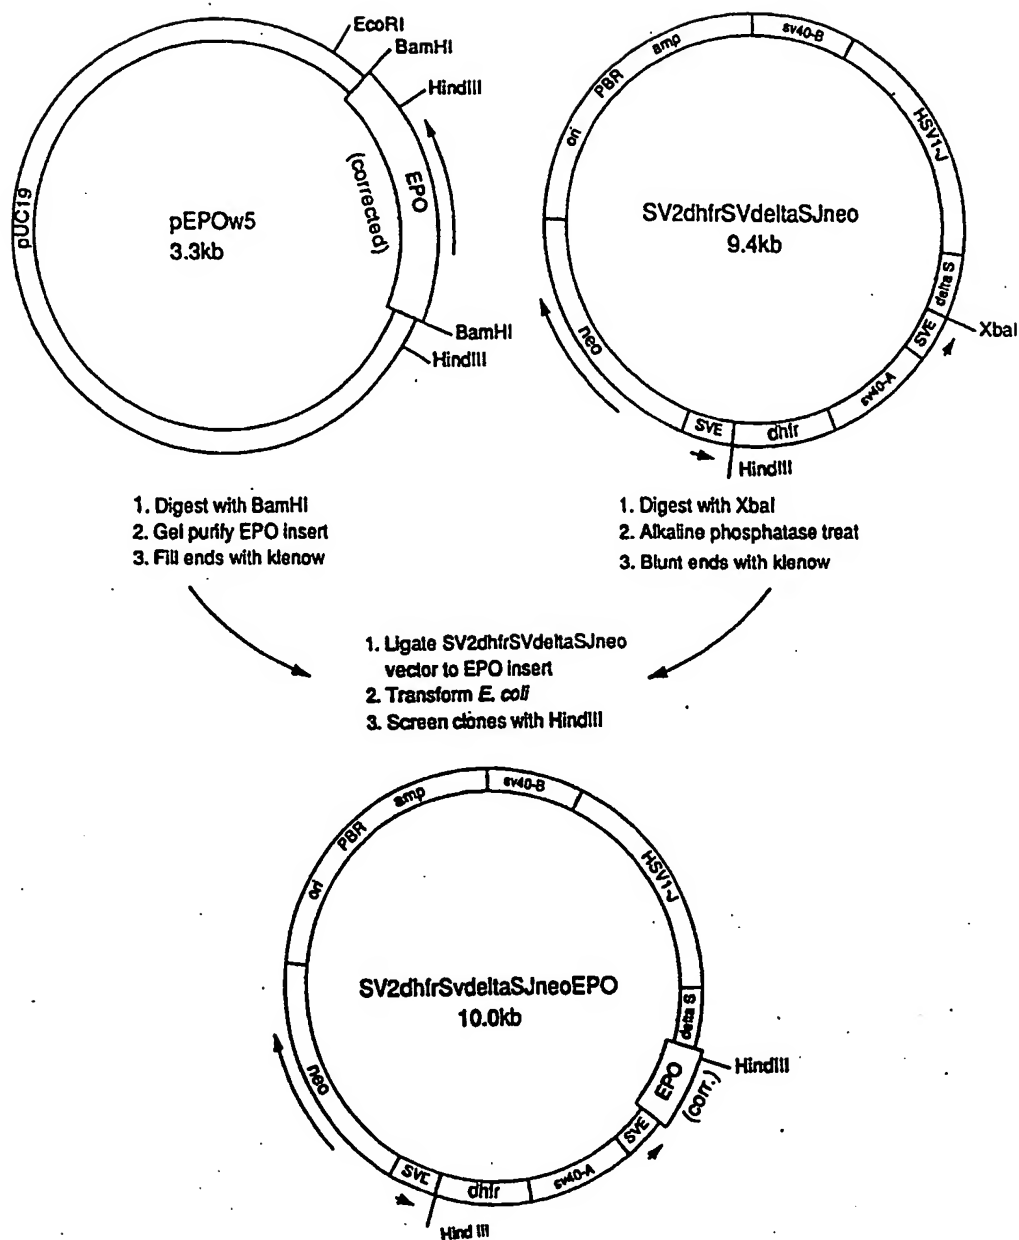 EcoRI
BamHI
HindIII
pUC19
EPO
(corrected)
pEPOw5
3.3kb
BamHI
HindIII
sv40-B
amp
PBR
ori
HSV1-J
SV2dhfrSVdeltaSJneo
9.4kb
delta S
XbaI
SVE
sv40-A
neo
SVE
dhfr
HindIII
1. Digest with BamHI
2. Gel purify EPO insert
3. Fill ends with klenow
1. Digest with XbaI
2. Alkaline phosphatase treat
3. Blunt ends with klenow
1. Ligate SV2dhfrSVdeltaSJneo
vector to EPO insert
2. Transform E. coli
3. Screen clones with HindIII
sv40-B
amp
PBR
ori
HSV1-J
SV2dhfrSvdeltaSJneoEPO
10.0kb
delta S
HindIII
EPO
(corr.)
neo
SVE
sv40-A
SVE
dhfr
Hind III